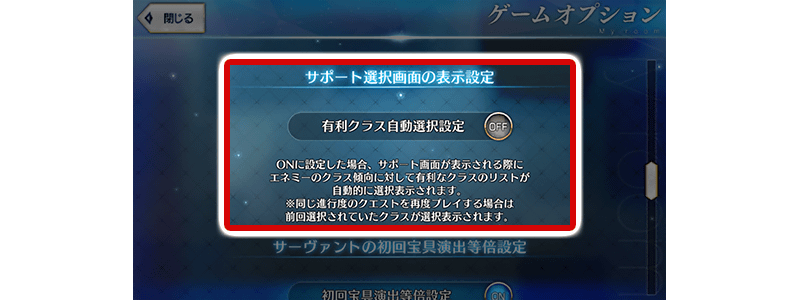 閉じる
ゲームオプション
My Room
サポート選択画面の表示設定
有利クラス自動選択設定
OFF
ONに設定した場合、サポート画面が表示される際に
エネミーのクラス傾向に対して有利なクラスのリストが
自動的に選択表示されます。
※同じ進行度のクエストを再度プレイする場合は
前回選択されていたクラスが選択表示されます。
サーヴァントの初回宝具演出等倍設定
初回宝具演出等倍設定
ON